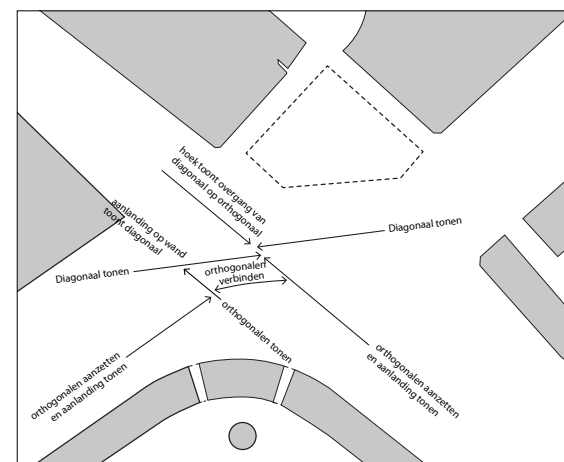 hoek toont overgang van
diagonaal op orthogonaal
aanlanding op wand
toont diagonaal
Diagonaal tonen
Diagonaal tonen
orthogonalen
verbinden
orthogonalen tonen
orthogonalen aanzetten
en aanlanding tonen
orthogonalen aanzetten
en aanlanding tonen